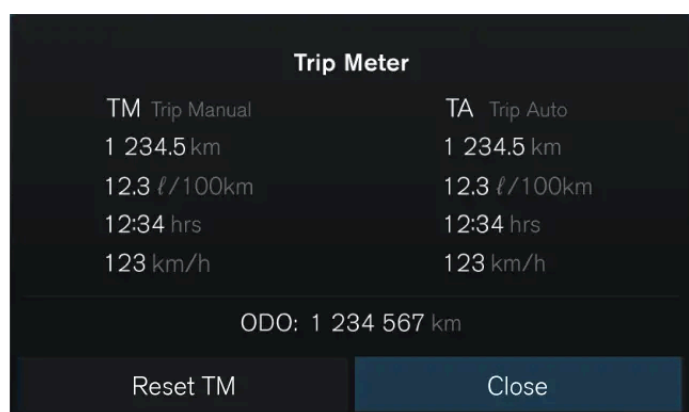 Trip Meter
TM Trip Manual
1 234.5 km
12.3 ℓ/100km
12:34 hrs
123 km/h
TA Trip Auto
1 234.5 km
12.3 ℓ/100km
12:34 hrs
123 km/h
ODO: 1 234 567 km
Reset TM
Close